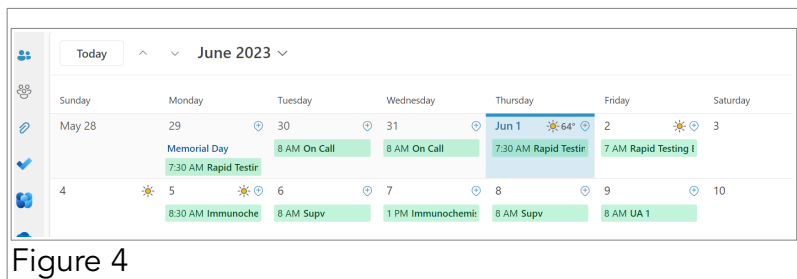 Today June 2023
Sunday Monday Tuesday Wednesday Thursday Friday Saturday
May 28 29 30 31 Jun 1 64° 2 3
Memorial Day 8 AM On Call 8 AM On Call 7:30 AM Rapid Testin 7 AM Rapid Testing
7:30 AM Rapid Testin
4 5 6 7 8 9 10
8:30 AM Immunoche 8 AM Supv 1 PM Immunochemis 8 AM Supv 8 AM UA 1
Figure 4